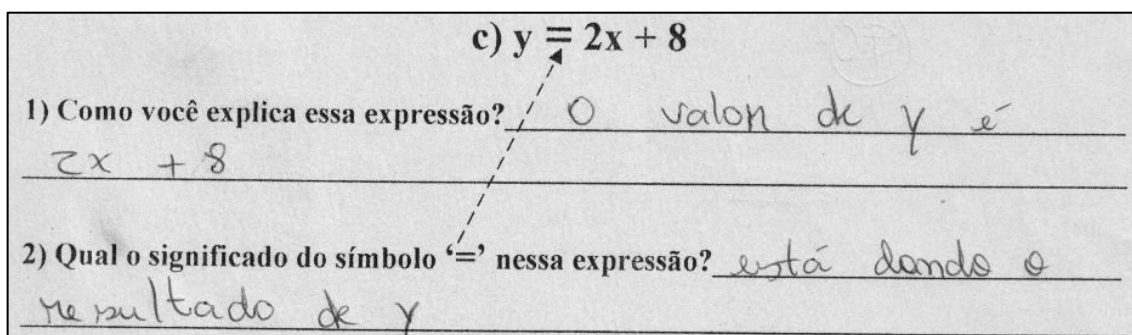 c) y = 2x + 8
1) Como você explica essa expressão? O valor de y é
2x + 8
2) Qual o significado do símbolo ‘=’ nessa expressão? está dando o
resultado de y